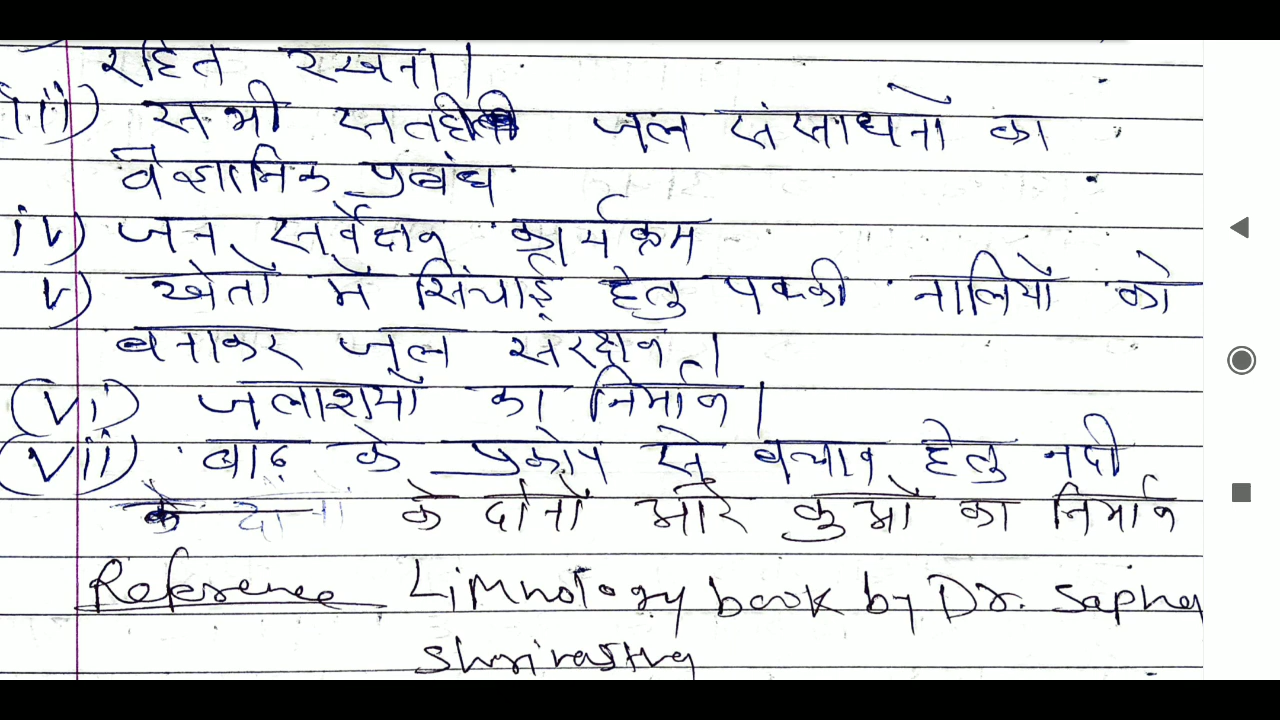 रहित रखना।
iii) सभी सतही जल संसाधनों का
वैज्ञानिक प्रबंध
iv) जन सर्वेक्षण कार्यक्रम
v) खेतों में सिंचाई हेतु पक्की नालियों को
बनाकर जल सरक्षण।
(vi) जलाशयों का निर्माण।
(vii) बाढ़ के प्रकोप से बचाव हेतु नदी
के दोनों के दोनों ओर कुओं का निर्माण
Reference Limnology book by Dr. Sapna
Shrivastva